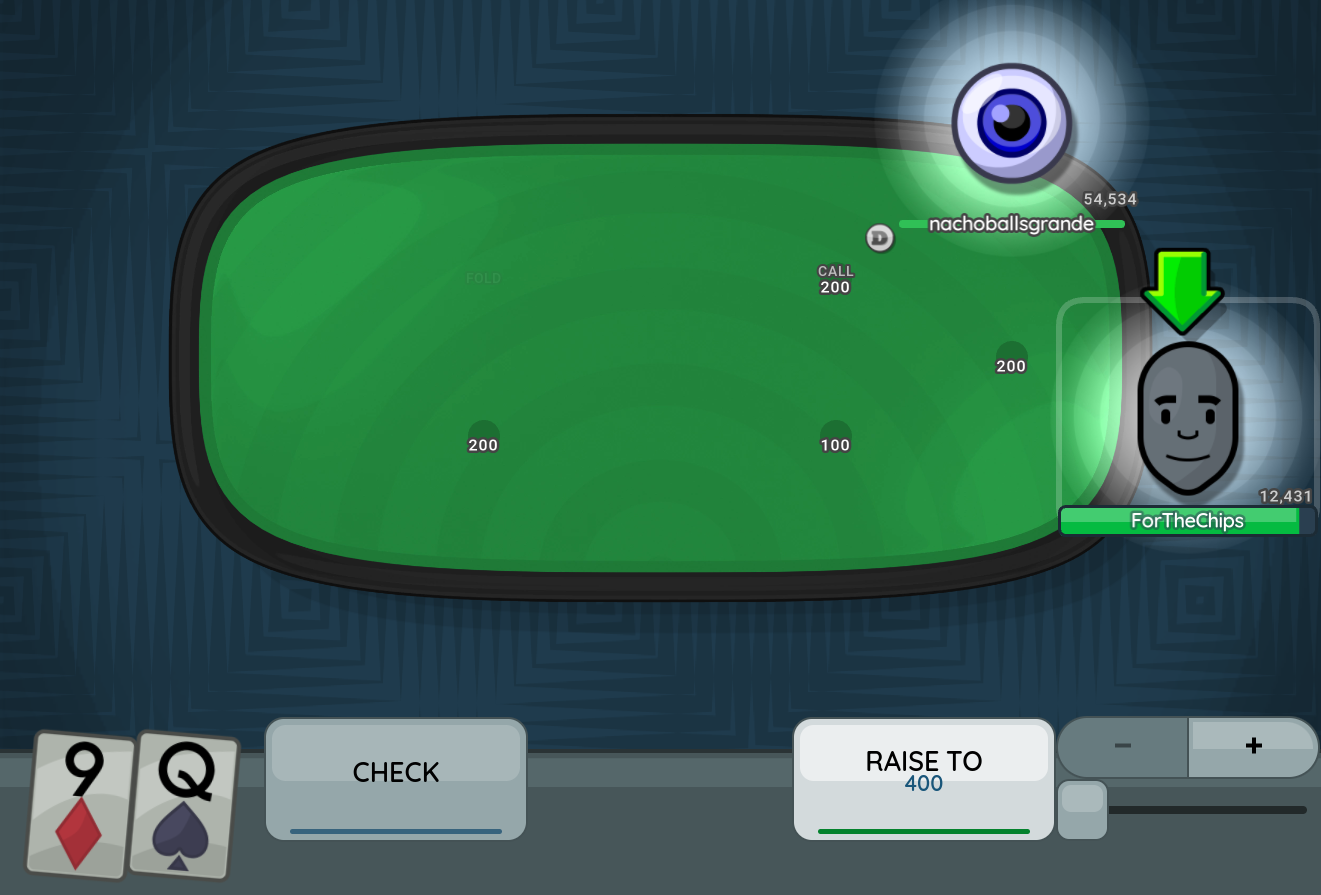 54,534
nachoballsgrande
D
FOLD
CALL
200
200
200
100
12,431
ForTheChips
9
Q
CHECK
RAISE TO
400
−
+